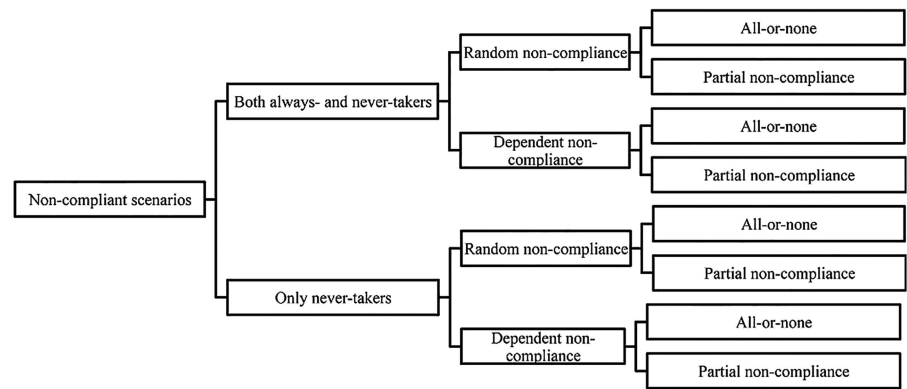 Non-compliant scenarios
Both always- and never-takers
Random non-compliance
All-or-none
Partial non-compliance
Dependent non-
compliance
All-or-none
Partial non-compliance
Only never-takers
Random non-compliance
All-or-none
Partial non-compliance
Dependent non-
compliance
All-or-none
Partial non-compliance